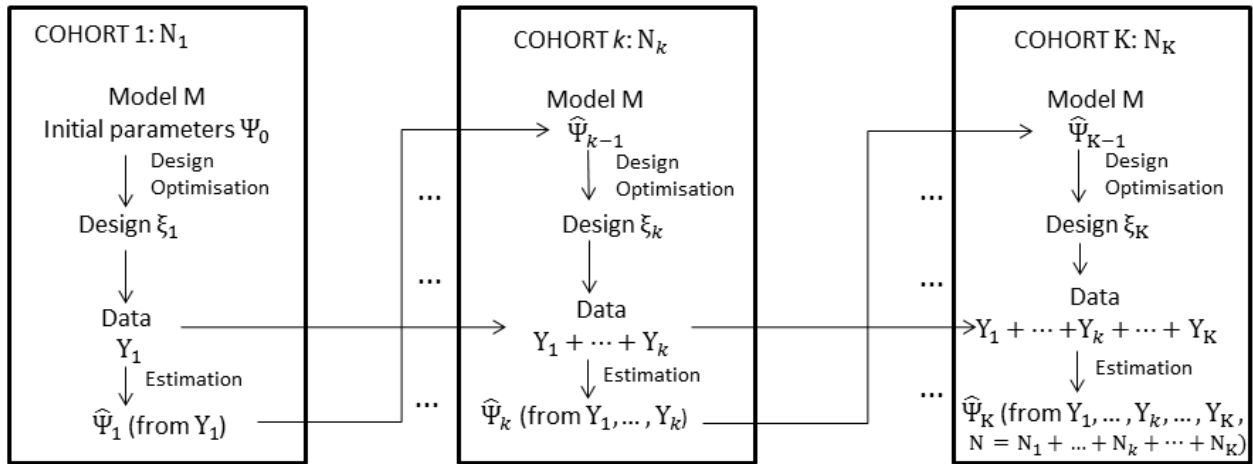 COHORT 1: N₁
Model M
Initial parameters Ψ₀
Design
Optimisation
Design ξ₁
Data
Y₁
Estimation
Ψ̂₁ (from Y₁)
...
...
...
COHORT k: Nₖ
Model M
Ψ̂ₖ₋₁
Design
Optimisation
Design ξₖ
Data
Y₁ + ⋯ + Yₖ
Estimation
Ψ̂ₖ (from Y₁, … , Yₖ)
...
...
...
COHORT K: N_K
Model M
Ψ̂_K₋₁
Design
Optimisation
Design ξ_K
Data
Y₁ + ⋯ +Yₖ + ⋯ + Y_K
Estimation
Ψ̂_K (from Y₁, … , Yₖ, … , Y_K,
N = N₁ + … + Nₖ + ⋯ + N_K)